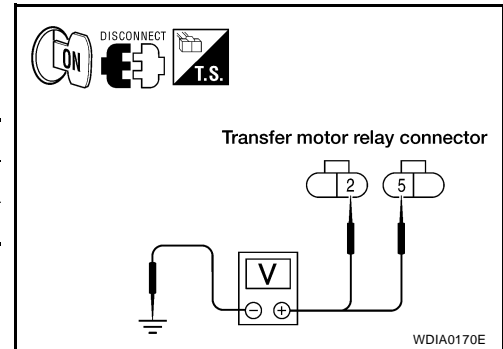 ON
DISCONNECT
T.S.
Transfer motor relay connector
2 5
V
− +
WDIA0170E